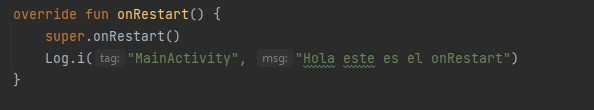 override fun onRestart() {
super.onRestart()
Log.i( tag: "MainActivity", msg: "Hola este es el onRestart")
}